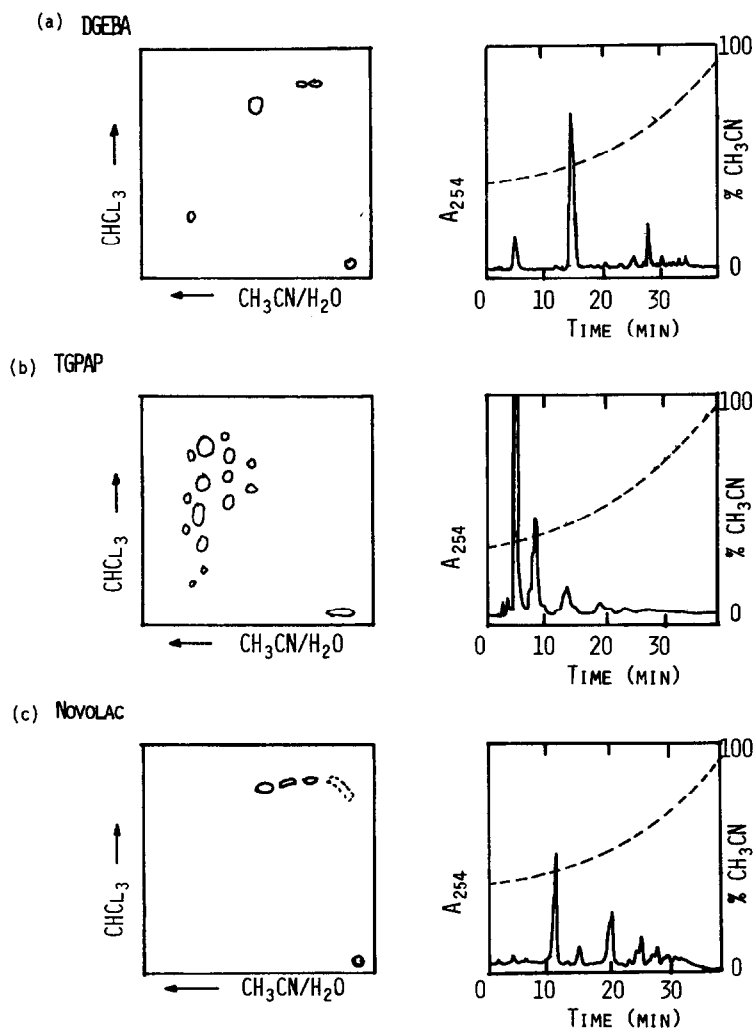 (a) DGEBA
CHCL3
CH3CN/H2O
A254
100
% CH3CN
0
0 10 20 30
TIME (MIN)
(b) TGPAP
CHCL3
CH3CN/H2O
A254
100
% CH3CN
0
0 10 20 30
TIME (MIN)
(c) NOVOLAC
CHCL3
CH3CN/H2O
A254
100
% CH3CN
0
0 10 20 30
TIME (MIN)